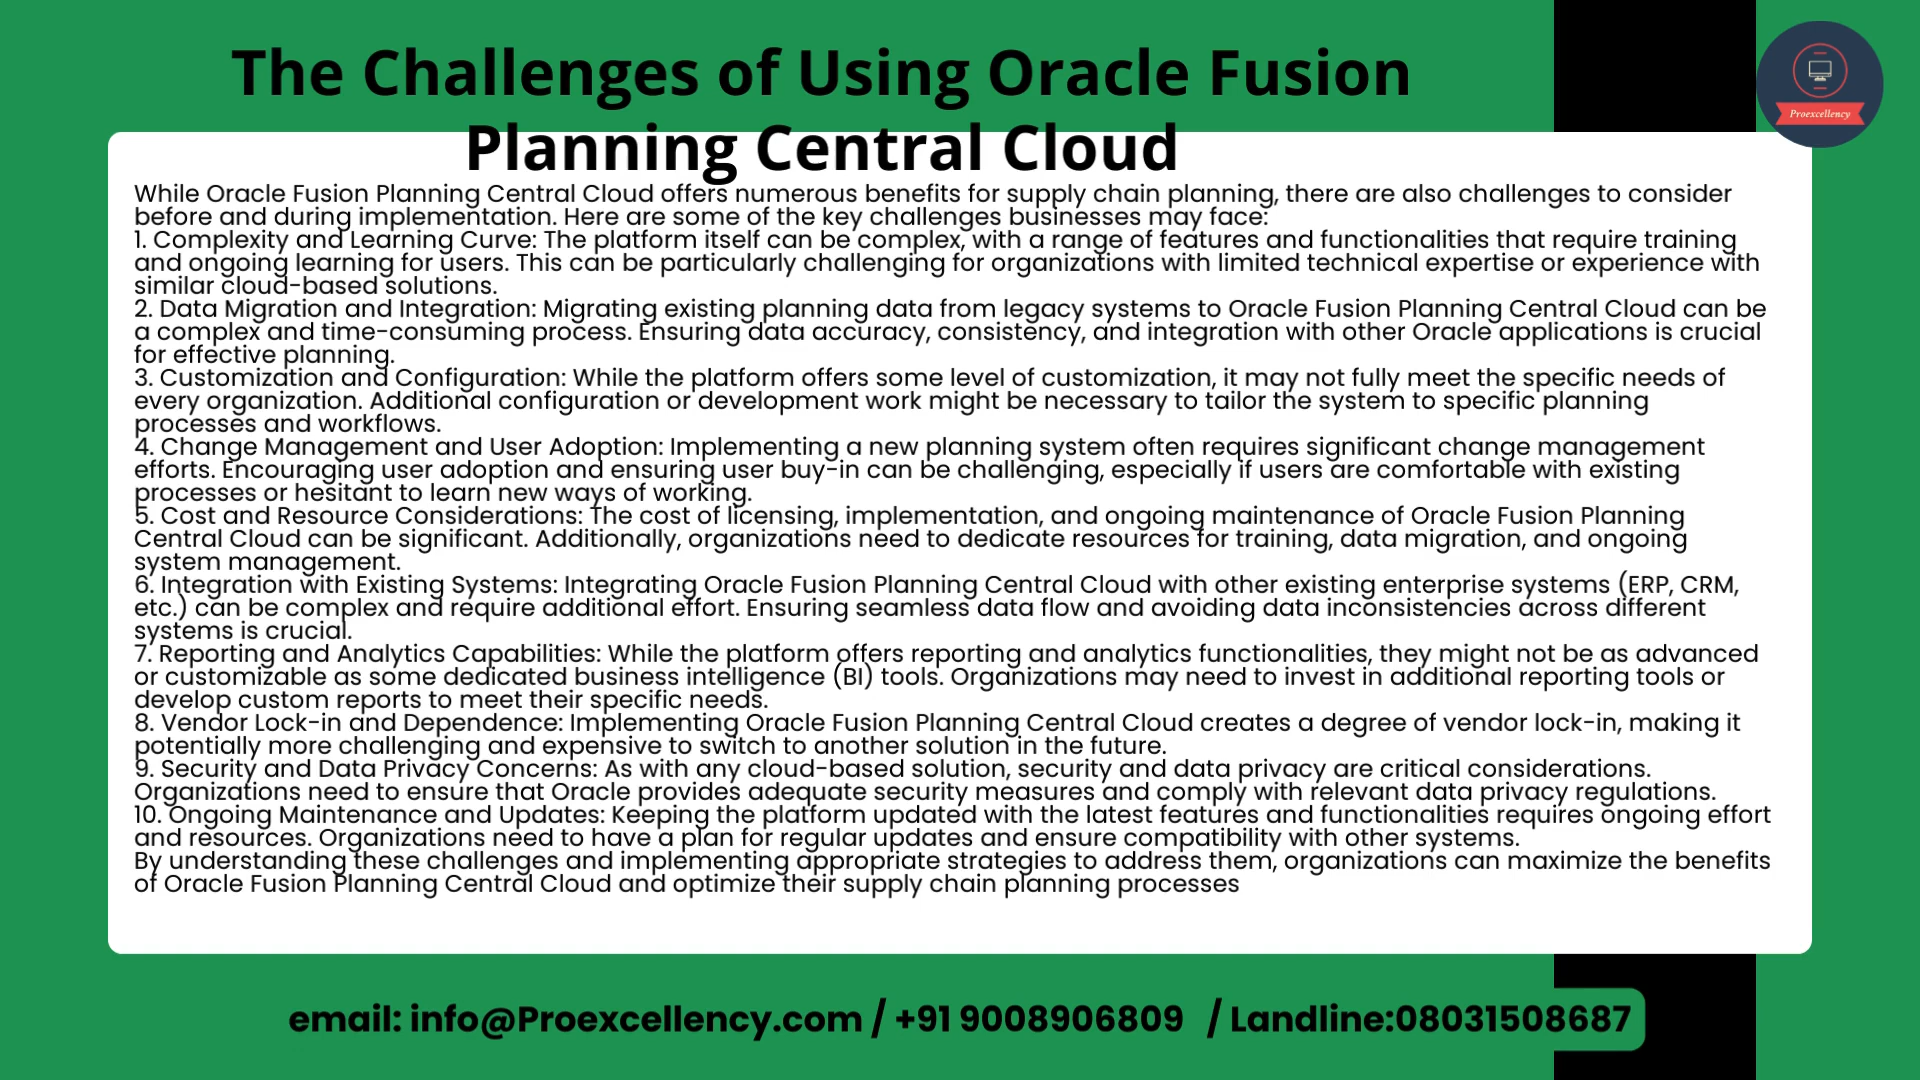 The Challenges of Using Oracle Fusion
Planning Central Cloud
Proexcellency
While Oracle Fusion Planning Central Cloud offers numerous benefits for supply chain planning, there are also challenges to consider
before and during implementation. Here are some of the key challenges businesses may face:
1. Complexity and Learning Curve: The platform itself can be complex, with a range of features and functionalities that require training
and ongoing learning for users. This can be particularly challenging for organizations with limited technical expertise or experience with
similar cloud-based solutions.
2. Data Migration and Integration: Migrating existing planning data from legacy systems to Oracle Fusion Planning Central Cloud can be
a complex and time-consuming process. Ensuring data accuracy, consistency, and integration with other Oracle applications is crucial
for effective planning.
3. Customization and Configuration: While the platform offers some level of customization, it may not fully meet the specific needs of
every organization. Additional configuration or development work might be necessary to tailor the system to specific planning
processes and workflows.
4. Change Management and User Adoption: Implementing a new planning system often requires significant change management
efforts. Encouraging user adoption and ensuring user buy-in can be challenging, especially if users are comfortable with existing
processes or hesitant to learn new ways of working.
5. Cost and Resource Considerations: The cost of licensing, implementation, and ongoing maintenance of Oracle Fusion Planning
Central Cloud can be significant. Additionally, organizations need to dedicate resources for training, data migration, and ongoing
system management.
6. Integration with Existing Systems: Integrating Oracle Fusion Planning Central Cloud with other existing enterprise systems (ERP, CRM,
etc.) can be complex and require additional effort. Ensuring seamless data flow and avoiding data inconsistencies across different
systems is crucial.
7. Reporting and Analytics Capabilities: While the platform offers reporting and analytics functionalities, they might not be as advanced
or customizable as some dedicated business intelligence (BI) tools. Organizations may need to invest in additional reporting tools or
develop custom reports to meet their specific needs.
8. Vendor Lock-in and Dependence: Implementing Oracle Fusion Planning Central Cloud creates a degree of vendor lock-in, making it
potentially more challenging and expensive to switch to another solution in the future.
9. Security and Data Privacy Concerns: As with any cloud-based solution, security and data privacy are critical considerations.
Organizations need to ensure that Oracle provides adequate security measures and comply with relevant data privacy regulations.
10. Ongoing Maintenance and Updates: Keeping the platform updated with the latest features and functionalities requires ongoing effort
and resources. Organizations need to have a plan for regular updates and ensure compatibility with other systems.
By understanding these challenges and implementing appropriate strategies to address them, organizations can maximize the benefits
of Oracle Fusion Planning Central Cloud and optimize their supply chain planning processes
email: info@Proexcellency.com / +91 9008906809 / Landline:08031508687